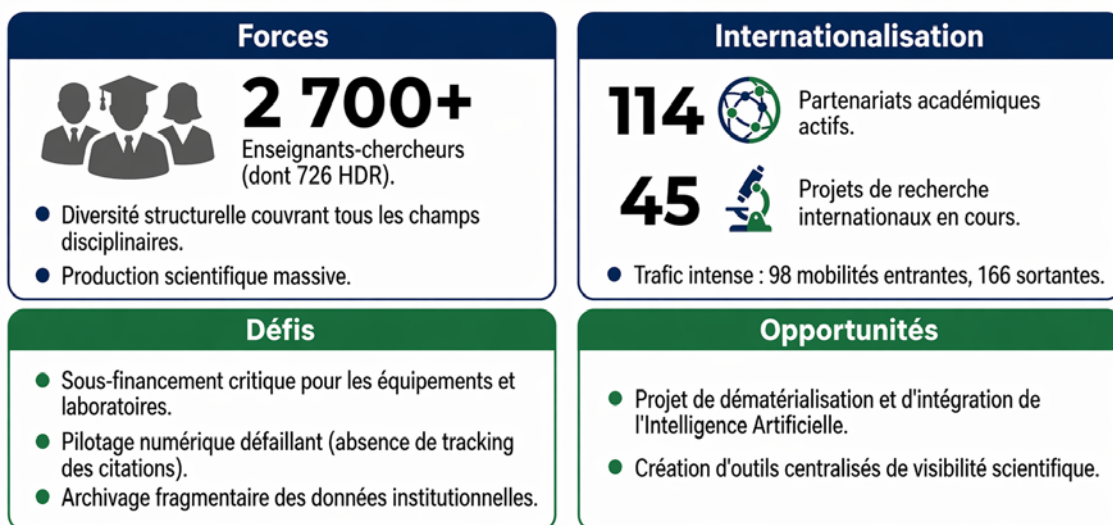 Forces
2 700+
Enseignants-chercheurs
(dont 726 HDR).
• Diversité structurelle couvrant tous les champs
disciplinaires.
• Production scientifique massive.
Internationalisation
114
Partenariats académiques
actifs.
45
Projets de recherche
internationaux en cours.
• Trafic intense : 98 mobilités entrantes, 166 sortantes.
Défis
• Sous-financement critique pour les équipements et
laboratoires.
• Pilotage numérique défaillant (absence de tracking
des citations).
• Archivage fragmentaire des données institutionnelles.
Opportunités
• Projet de dématérialisation et d'intégration de
l'Intelligence Artificielle.
• Création d'outils centralisés de visibilité scientifique.